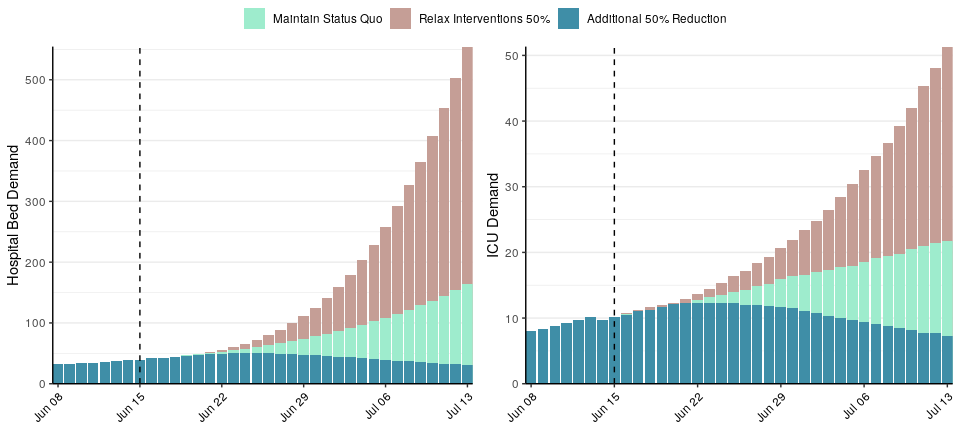 Maintain Status Quo Relax Interventions 50% Additional 50% Reduction
Hospital Bed Demand
500
400
300
200
100
0
Jun 08 Jun 15 Jun 22 Jun 29 Jul 06 Jul 13
ICU Demand
50
40
30
20
10
0
Jun 08 Jun 15 Jun 22 Jun 29 Jul 06 Jul 13